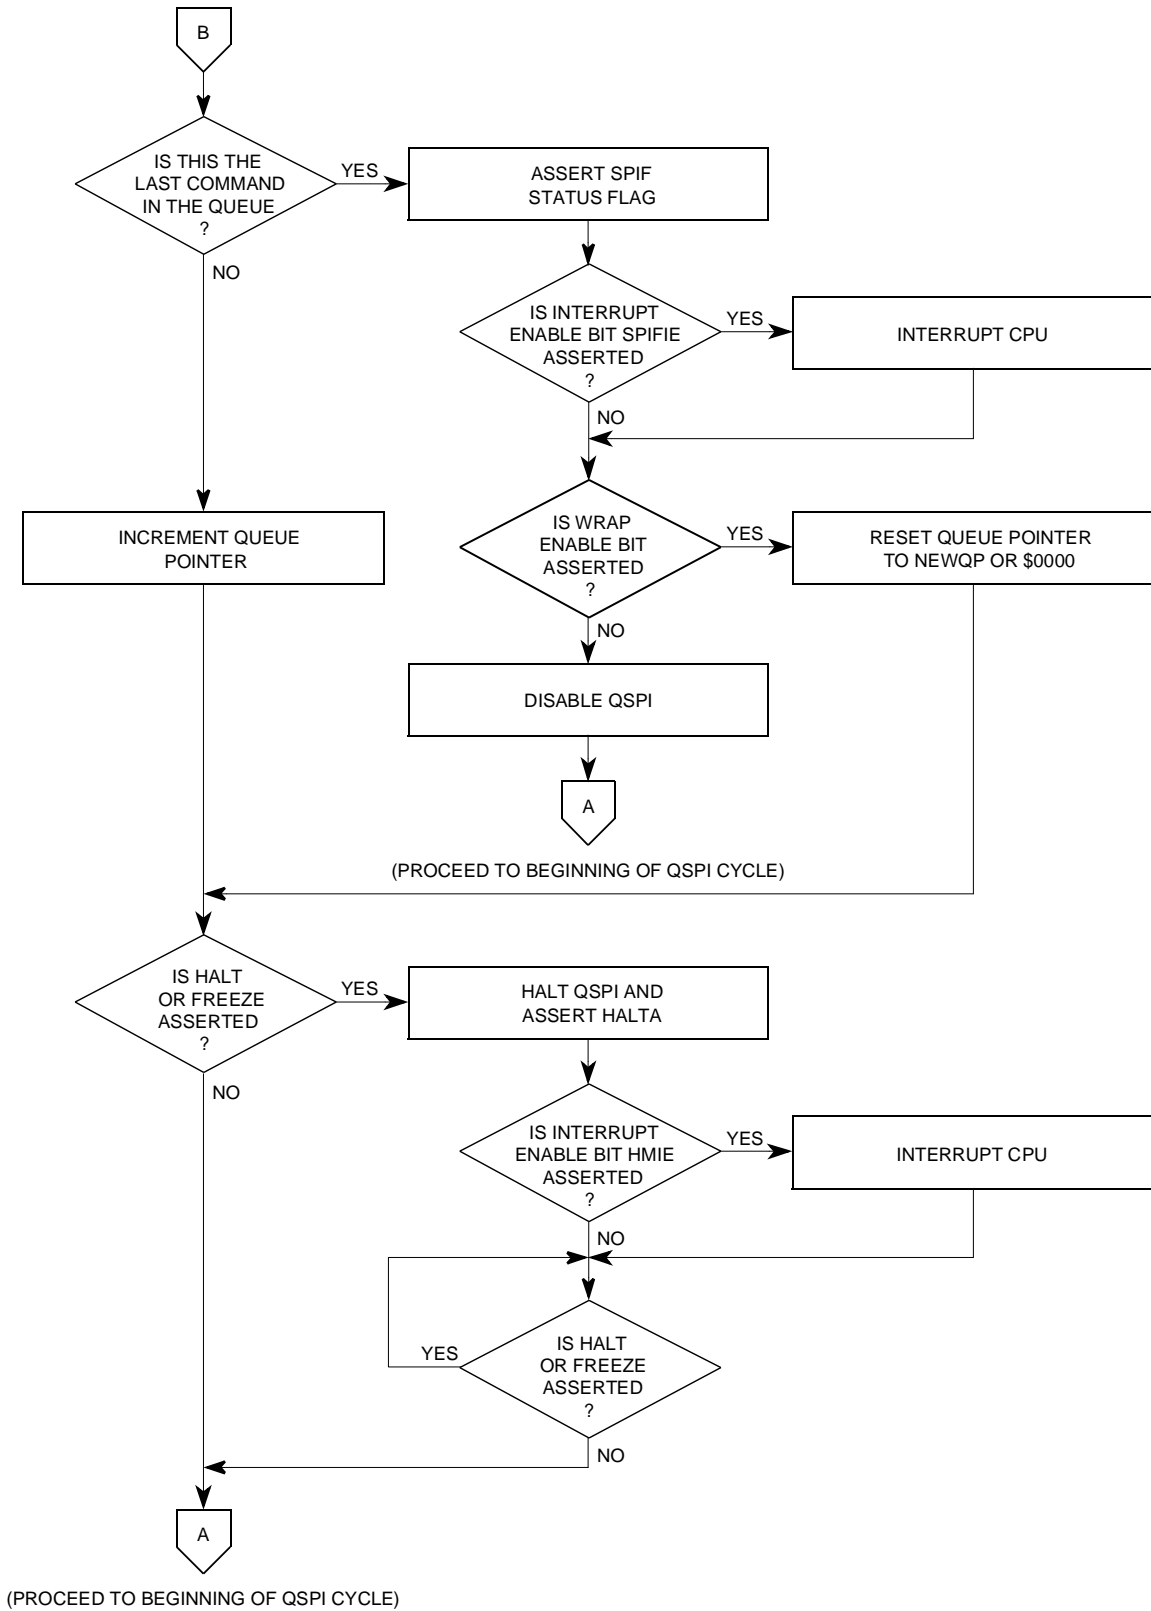 B
IS THIS THE
LAST COMMAND
IN THE QUEUE
?
YES
NO
ASSERT SPIF
STATUS FLAG
IS INTERRUPT
ENABLE BIT SPIFIE
ASSERTED
?
YES
NO
INTERRUPT CPU
INCREMENT QUEUE
POINTER
IS WRAP
ENABLE BIT
ASSERTED
?
YES
NO
RESET QUEUE POINTER
TO NEWQP OR $0000
DISABLE QSPI
A
(PROCEED TO BEGINNING OF QSPI CYCLE)
IS HALT
OR FREEZE
ASSERTED
?
YES
NO
HALT QSPI AND
ASSERT HALTA
IS INTERRUPT
ENABLE BIT HMIE
ASSERTED
?
YES
NO
INTERRUPT CPU
IS HALT
OR FREEZE
ASSERTED
?
YES
NO
A
(PROCEED TO BEGINNING OF QSPI CYCLE)